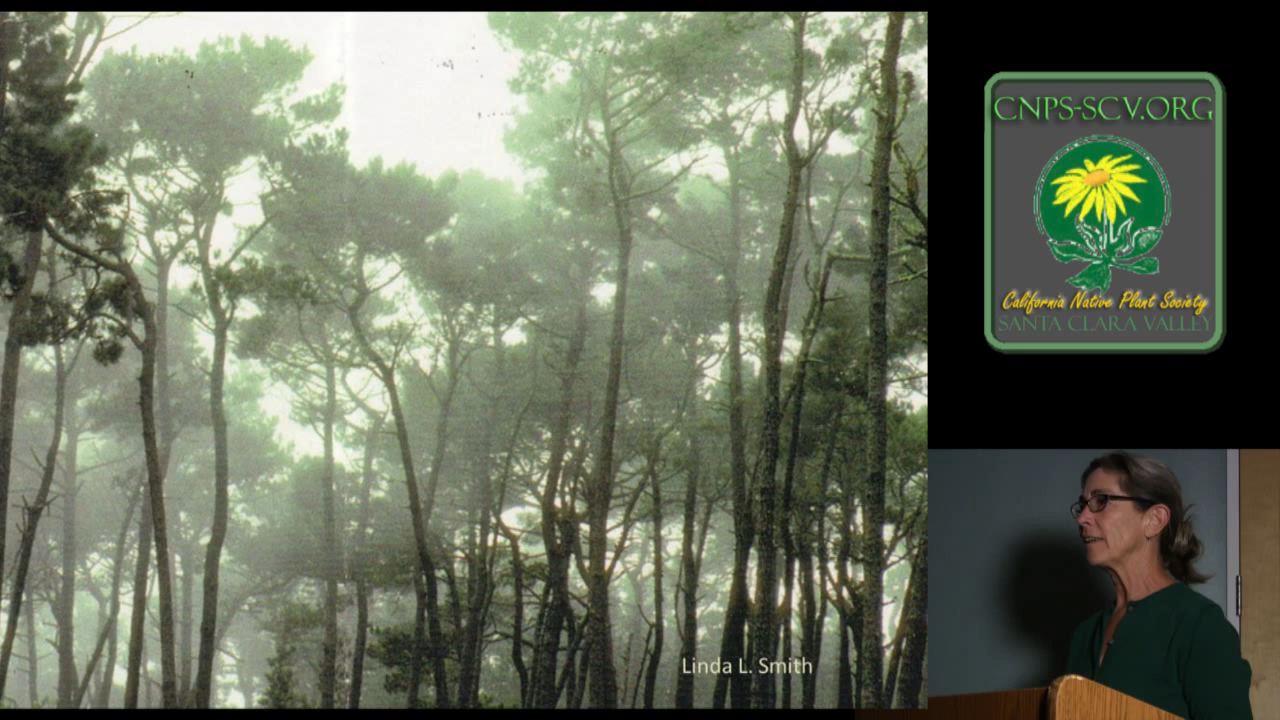 CNPS-SCV.ORG
California Native Plant Society
SANTA CLARA VALLEY
Linda L. Smith